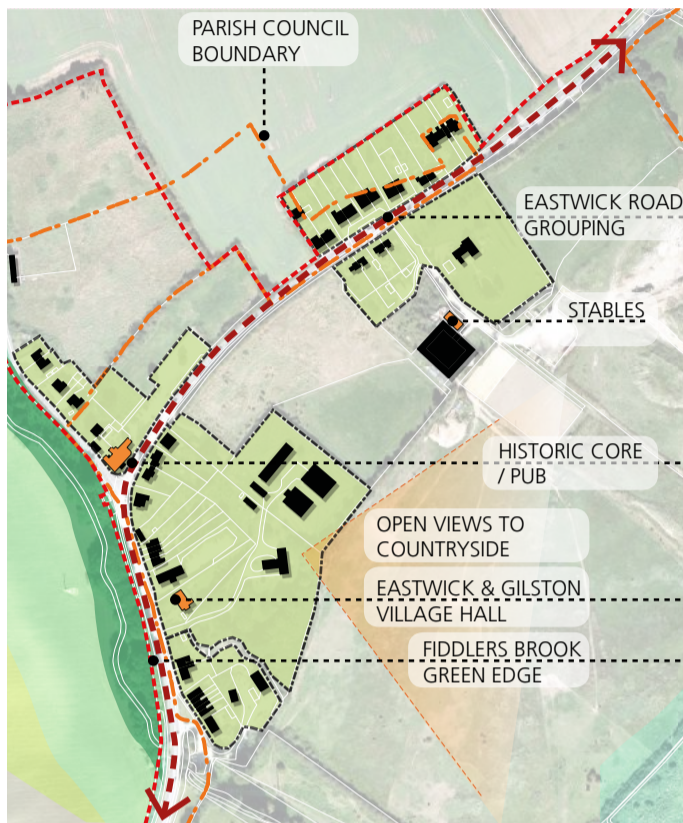 PARISH COUNCIL
BOUNDARY
EASTWICK ROAD
GROUPING
STABLES
HISTORIC CORE
/ PUB
OPEN VIEWS TO
COUNTRYSIDE
EASTWICK & GILSTON
VILLAGE HALL
FIDDLERS BROOK
GREEN EDGE